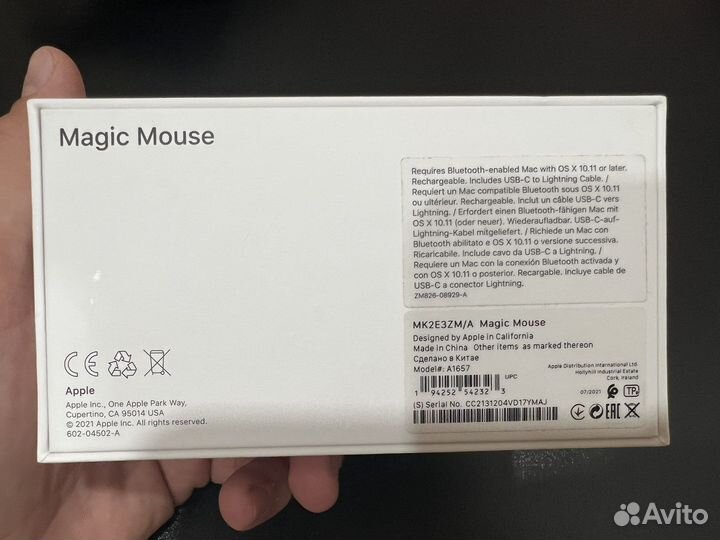 Magic Mouse
Requires Bluetooth-enabled Mac with OS X 10.11 or later.
Rechargeable. Includes USB-C to Lightning Cable. /
Requiert un Mac compatible Bluetooth sous OS X 10.11
ou ultérieur. Rechargeable. Inclut un câble USB-C vers
Lightning. / Erfordert einen Bluetooth-fähigen Mac mit
OS X 10.11 (oder neuer). Wiederaufladbar. USB-C-auf-
Lightning-Kabel mitgeliefert. / Richiede un Mac con
Bluetooth abilitato e OS X 10.11 o versione successiva.
Ricaricabile. Include cavo da USB-C a Lightning. /
Requiere un Mac con la conexión Bluetooth activada y
con OS X 10.11 o posterior. Recargable. Incluye cable de
USB-C a conector Lightning.
ZM826-08929-A
MK2E3ZM/A Magic Mouse
Designed by Apple in California
Made in China Other items as marked thereon
Сделано в Китае
Model#: A1657
UPC
1 94252 54232 3
(S) Serial No. CC2131204VD17YMAJ
Apple Distribution International Ltd
Hollyhill Industrial Estate
Cork, Ireland
07/2021
TP
CE EAC
CE
Apple
Apple Inc., One Apple Park Way,
Cupertino, CA 95014 USA
© 2021 Apple Inc. All rights reserved.
602-04502-A
Avito